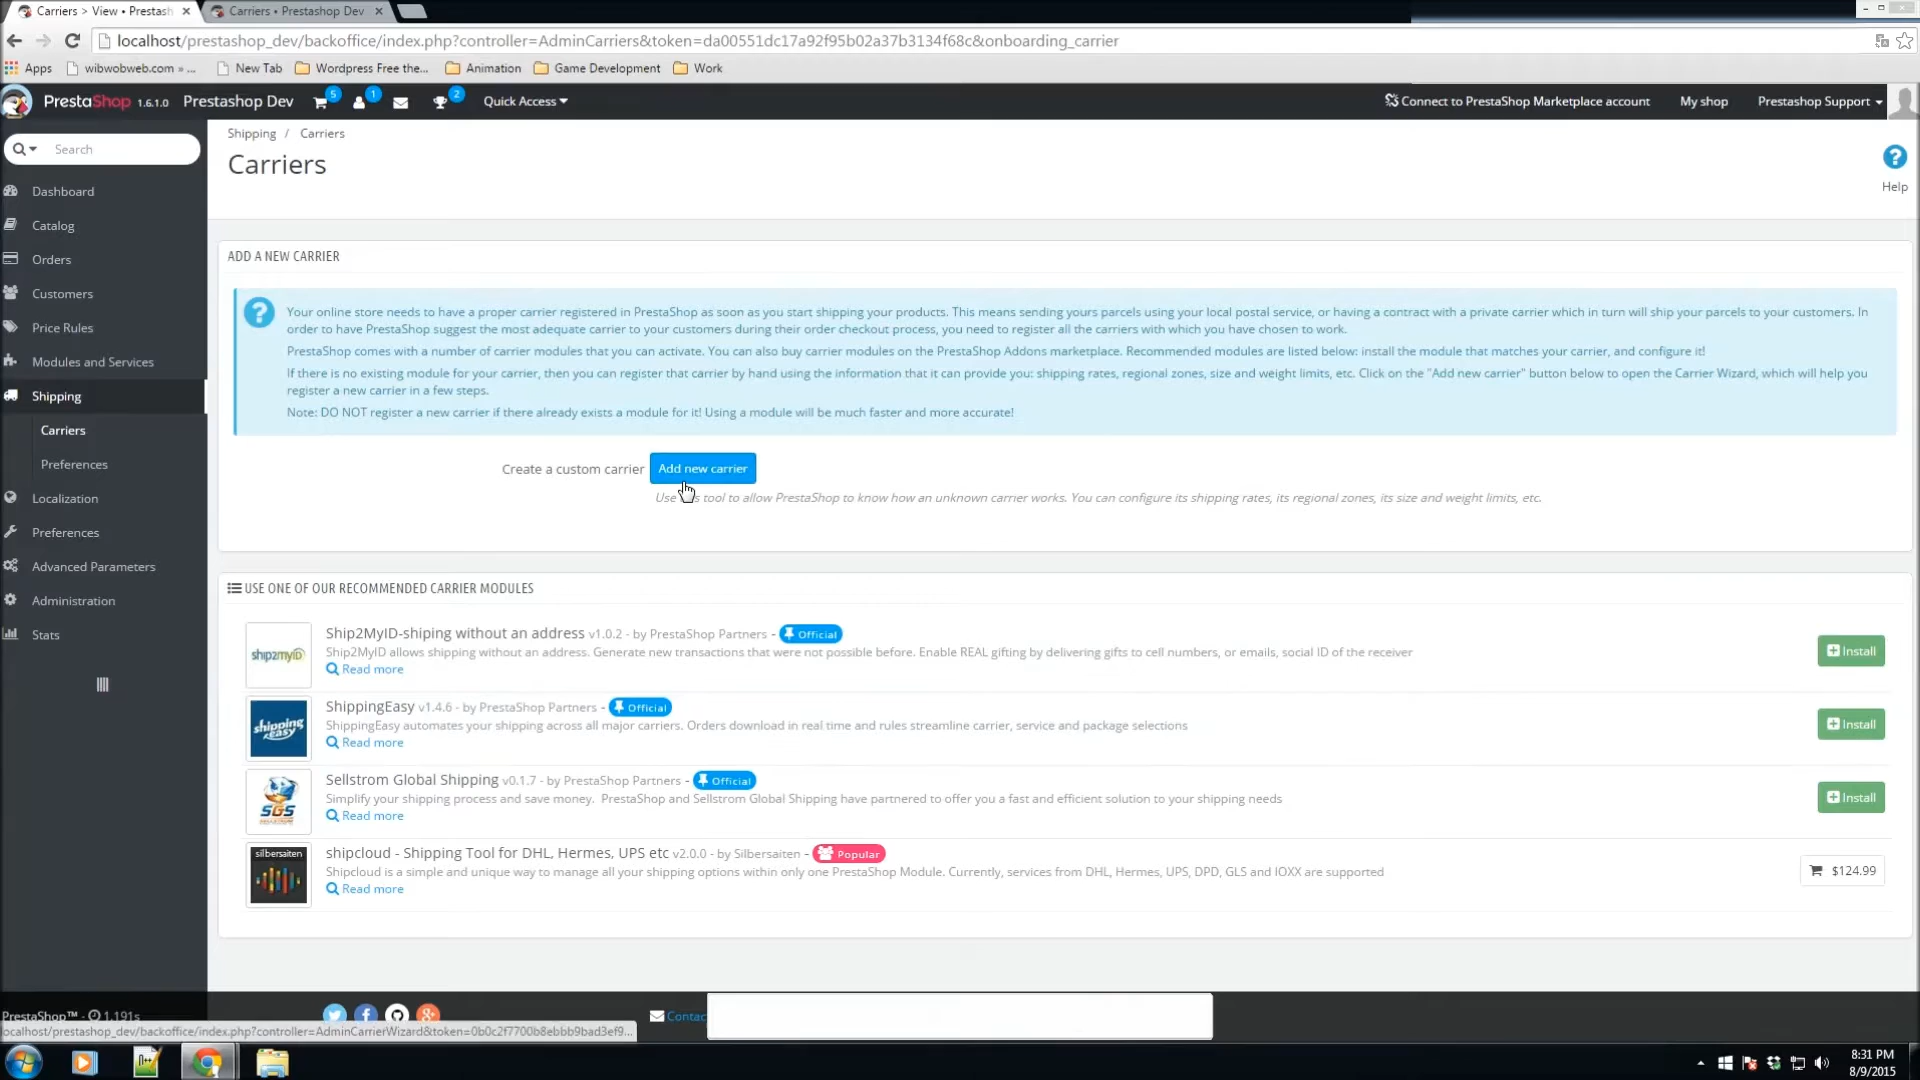 Carriers > View • Prestash
Carriers • Prestashop Dev
localhost/prestashop_dev/backoffice/index.php?controller=AdminCarriers&token=da00551dc17a92f95b02a37b3134f68c&onboarding_carrier
Apps
wibwobweb.com » ...
New Tab
Wordpress Free the...
Animation
Game Development
Work
PrestaShop 1.6.1.0
Prestashop Dev
5
1
2
Quick Access
Connect to PrestaShop Marketplace account
My shop
Prestashop Support
Search
Dashboard
Catalog
Orders
Customers
Price Rules
Modules and Services
Shipping
Carriers
Preferences
Localization
Preferences
Advanced Parameters
Administration
Stats
Shipping / Carriers
Carriers
? Help
ADD A NEW CARRIER
Your online store needs to have a proper carrier registered in PrestaShop as soon as you start shipping your products. This means sending yours parcels using your local postal service, or having a contract with a private carrier which in turn will ship your parcels to your customers. In
order to have PrestaShop suggest the most adequate carrier to your customers during their order checkout process, you need to register all the carriers with which you have chosen to work.
PrestaShop comes with a number of carrier modules that you can activate. You can also buy carrier modules on the PrestaShop Addons marketplace. Recommended modules are listed below: install the module that matches your carrier, and configure it!
If there is no existing module for your carrier, then you can register that carrier by hand using the information that it can provide you: shipping rates, regional zones, size and weight limits, etc. Click on the "Add new carrier" button below to open the Carrier Wizard, which will help you
register a new carrier in a few steps.
Note: DO NOT register a new carrier if there already exists a module for it! Using a module will be much faster and more accurate!
Create a custom carrier Add new carrier
Use tool to allow PrestaShop to know how an unknown carrier works. You can configure its shipping rates, its regional zones, its size and weight limits, etc.
USE ONE OF OUR RECOMMENDED CARRIER MODULES
ship2myID
Ship2MyID-shiping without an address v1.0.2 - by PrestaShop Partners - Official
Ship2MyID allows shipping without an address. Generate new transactions that were not possible before. Enable REAL gifting by delivering gifts to cell numbers, or emails, social ID of the receiver
Read more
Install
shipping easy
ShippingEasy v1.4.6 - by PrestaShop Partners - Official
ShippingEasy automates your shipping across all major carriers. Orders download in real time and rules streamline carrier, service and package selections
Read more
Install
SGS
Sellstrom Global Shipping v0.1.7 - by PrestaShop Partners - Official
Simplify your shipping process and save money. PrestaShop and Sellstrom Global Shipping have partnered to offer you a fast and efficient solution to your shipping needs
Read more
Install
silbersaiten
shipcloud - Shipping Tool for DHL, Hermes, UPS etc v2.0.0 - by Silbersaiten - Popular
Shipcloud is a simple and unique way to manage all your shipping options within only one PrestaShop Module. Currently, services from DHL, Hermes, UPS, DPD, GLS and IOXX are supported
Read more
$124.99
PrestaShop™ - 1.191s
Contac
localhost/prestashop_dev/backoffice/index.php?controller=AdminCarrierWizard&token=0b0c2f7700b8ebbb9bad3ef9...
8:31 PM
8/9/2015